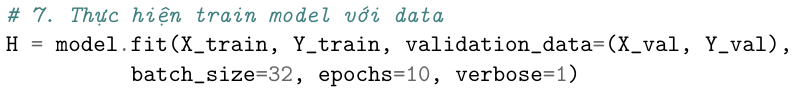 # 7. Thực hiện train model với data
H = model.fit(X_train, Y_train, validation_data=(X_val, Y_val),
batch_size=32, epochs=10, verbose=1)